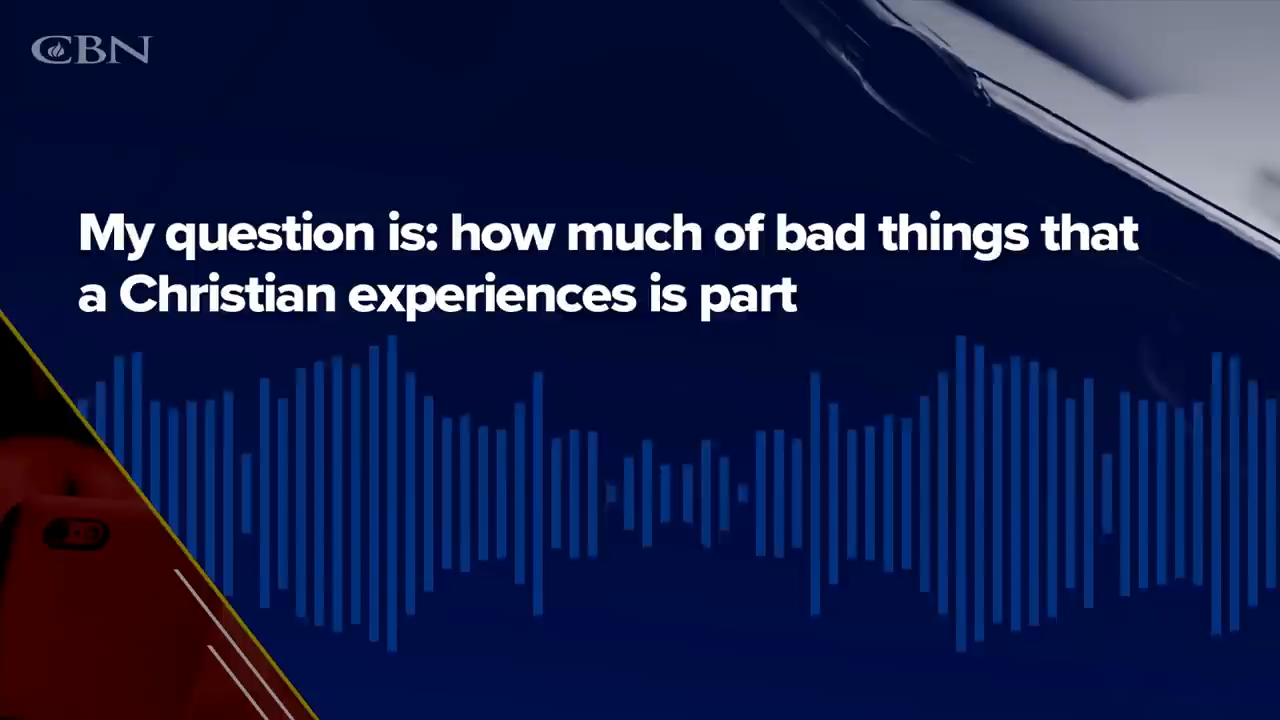 CBN
My question is: how much of bad things that
a Christian experiences is part